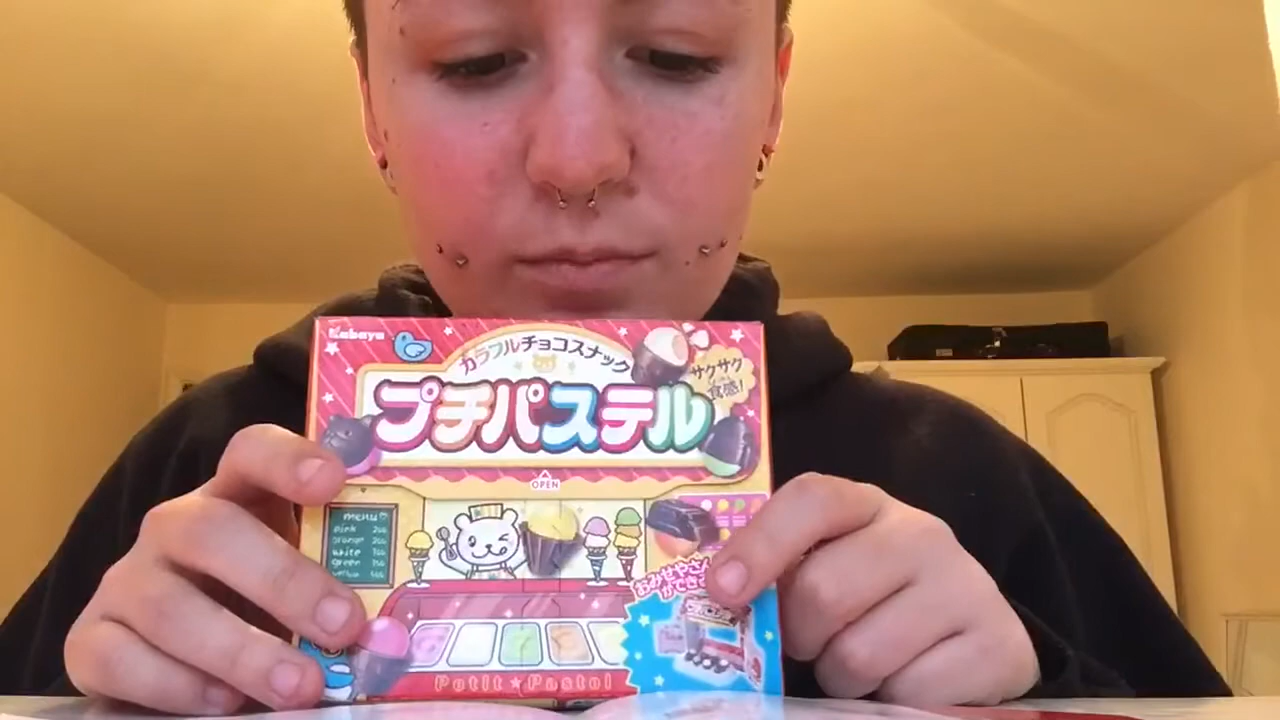 Kabaya
カラフルチョコスナック
プチパステル
サクサク
食感!
OPEN
menu
pink
orange
white
green
おみせやさん
ができる
Petit★Pastel